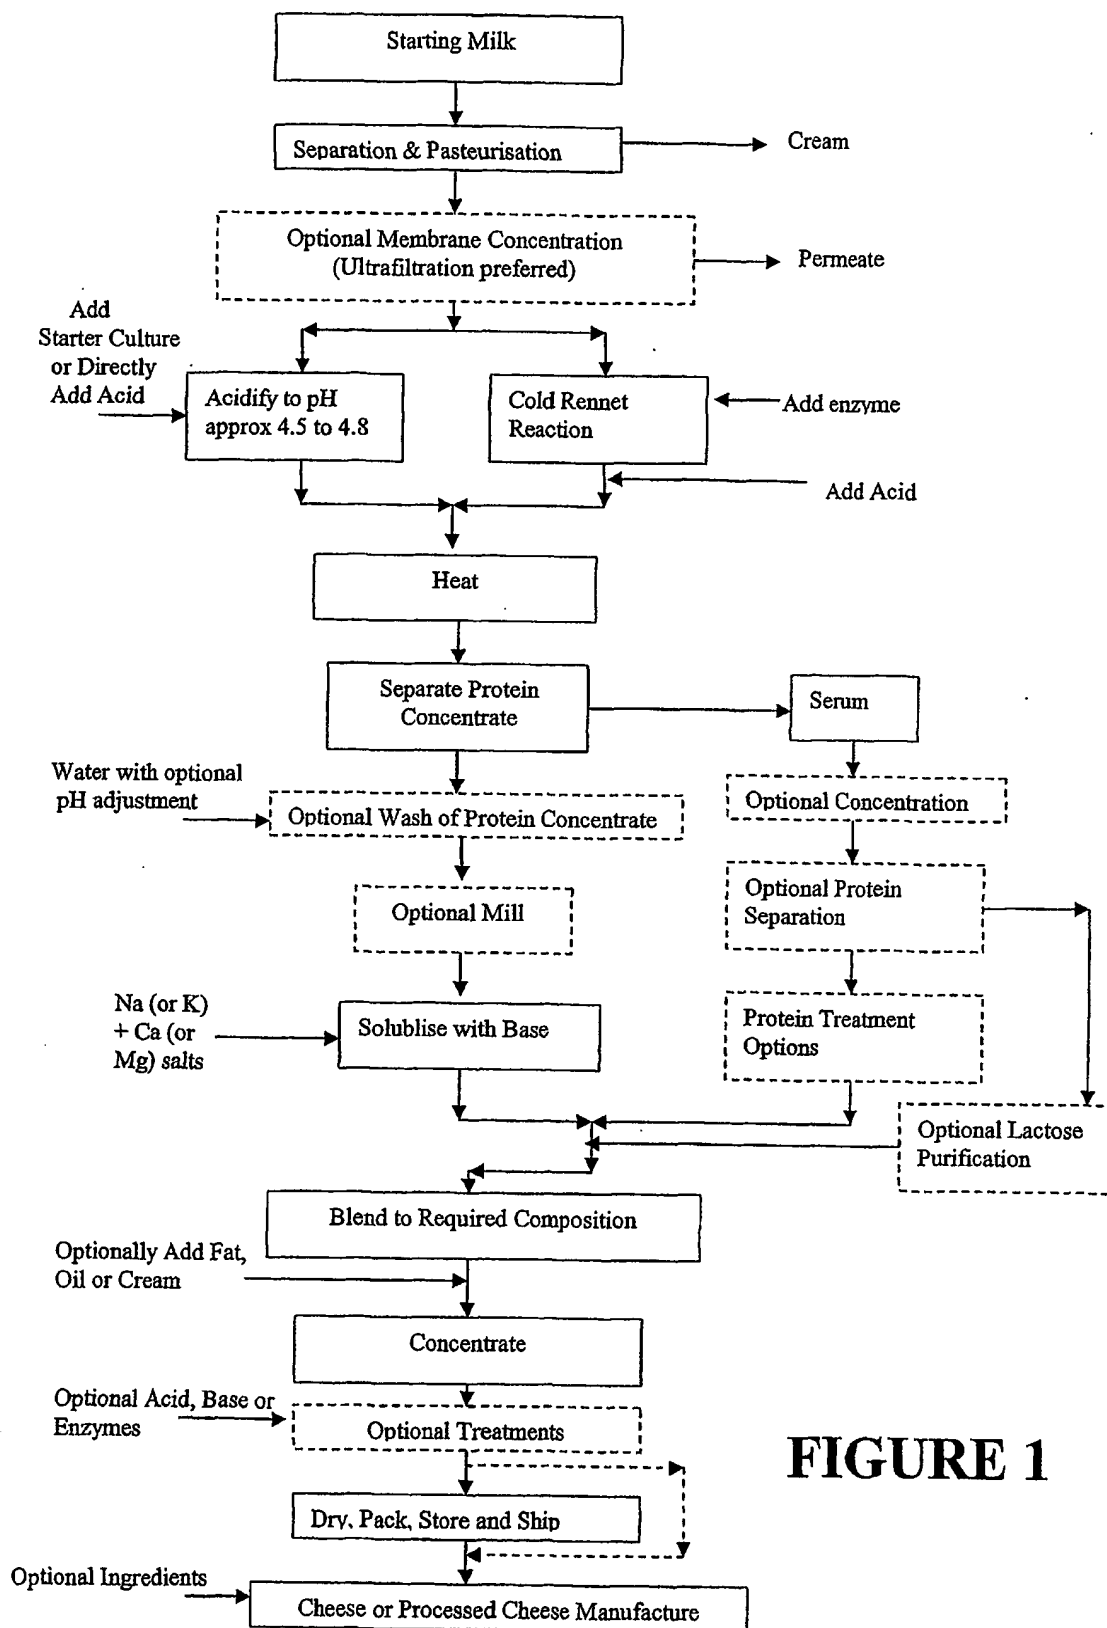 Starting Milk
Separation & Pasteurisation
Cream
Optional Membrane Concentration
(Ultrafiltration preferred)
Permeate
Add
Starter Culture
or Directly
Add Acid
Acidify to pH
approx 4.5 to 4.8
Cold Rennet
Reaction
Add enzyme
Add Acid
Heat
Separate Protein
Concentrate
Serum
Water with optional
pH adjustment
Optional Wash of Protein Concentrate
Optional Concentration
Optional Mill
Optional Protein
Separation
Na (or K)
+ Ca (or
Mg) salts
Solublise with Base
Protein Treatment
Options
Optional Lactose
Purification
Blend to Required Composition
Optionally Add Fat,
Oil or Cream
Concentrate
Optional Acid, Base or
Enzymes
Optional Treatments
FIGURE 1
Dry, Pack, Store and Ship
Optional Ingredients
Cheese or Processed Cheese Manufacture